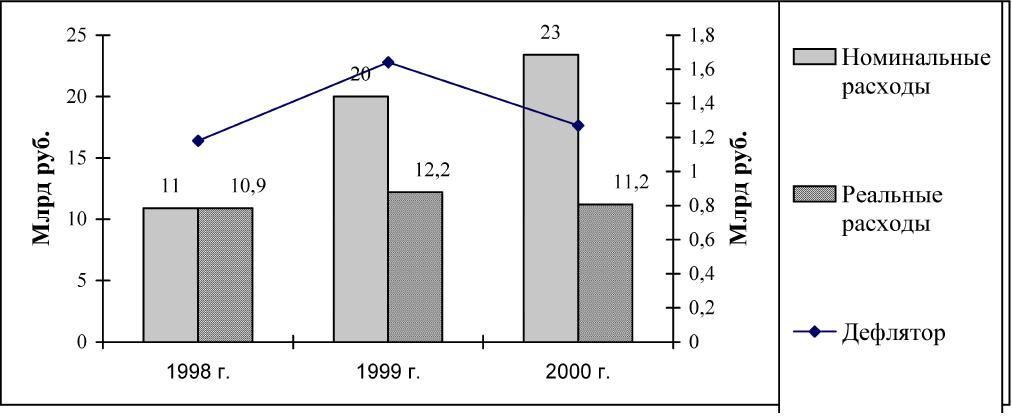 25
20
15
10
5
0
Млрд руб.
11
10,9
20
12,2
23
11,2
1998 г.
1999 г.
2000 г.
1,8
1,6
1,4
1,2
1
0,8
0,6
0,4
0,2
0
Млрд руб.
Номинальные
расходы
Реальные
расходы
Дефлятор